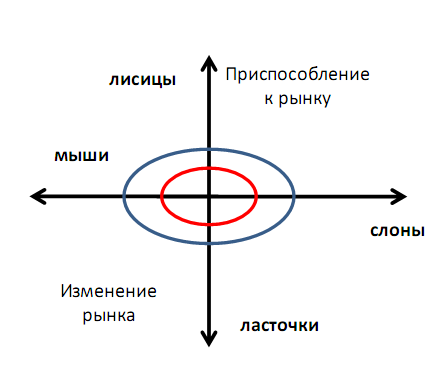 лисицы
Приспособление
к рынку
мыши
слоны
Изменение
рынка
ласточки